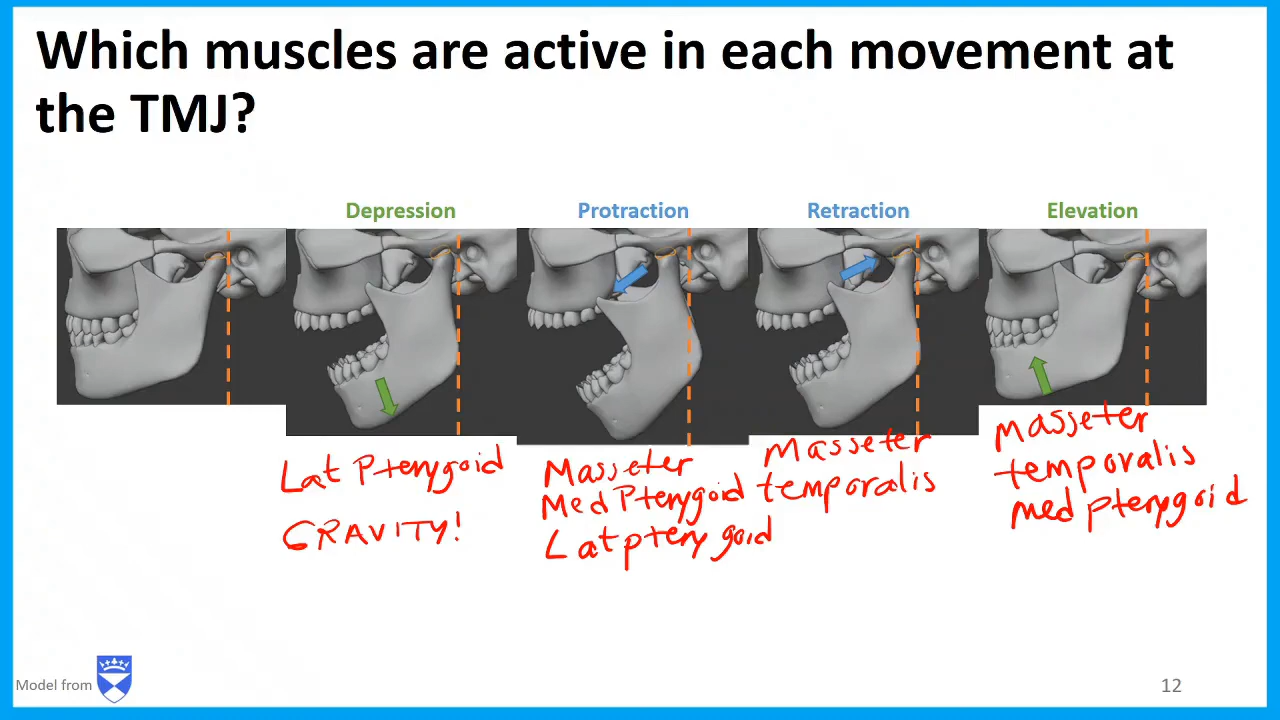 Which muscles are active in each movement at
the TMJ?
Depression
Protraction
Retraction
Elevation
Lat Pterygoid
GRAVITY!
Masseter
Med Pterygoid
Lat pterygoid
Masseter
temporalis
Masseter
temporalis
med pterygoid
Model from
12